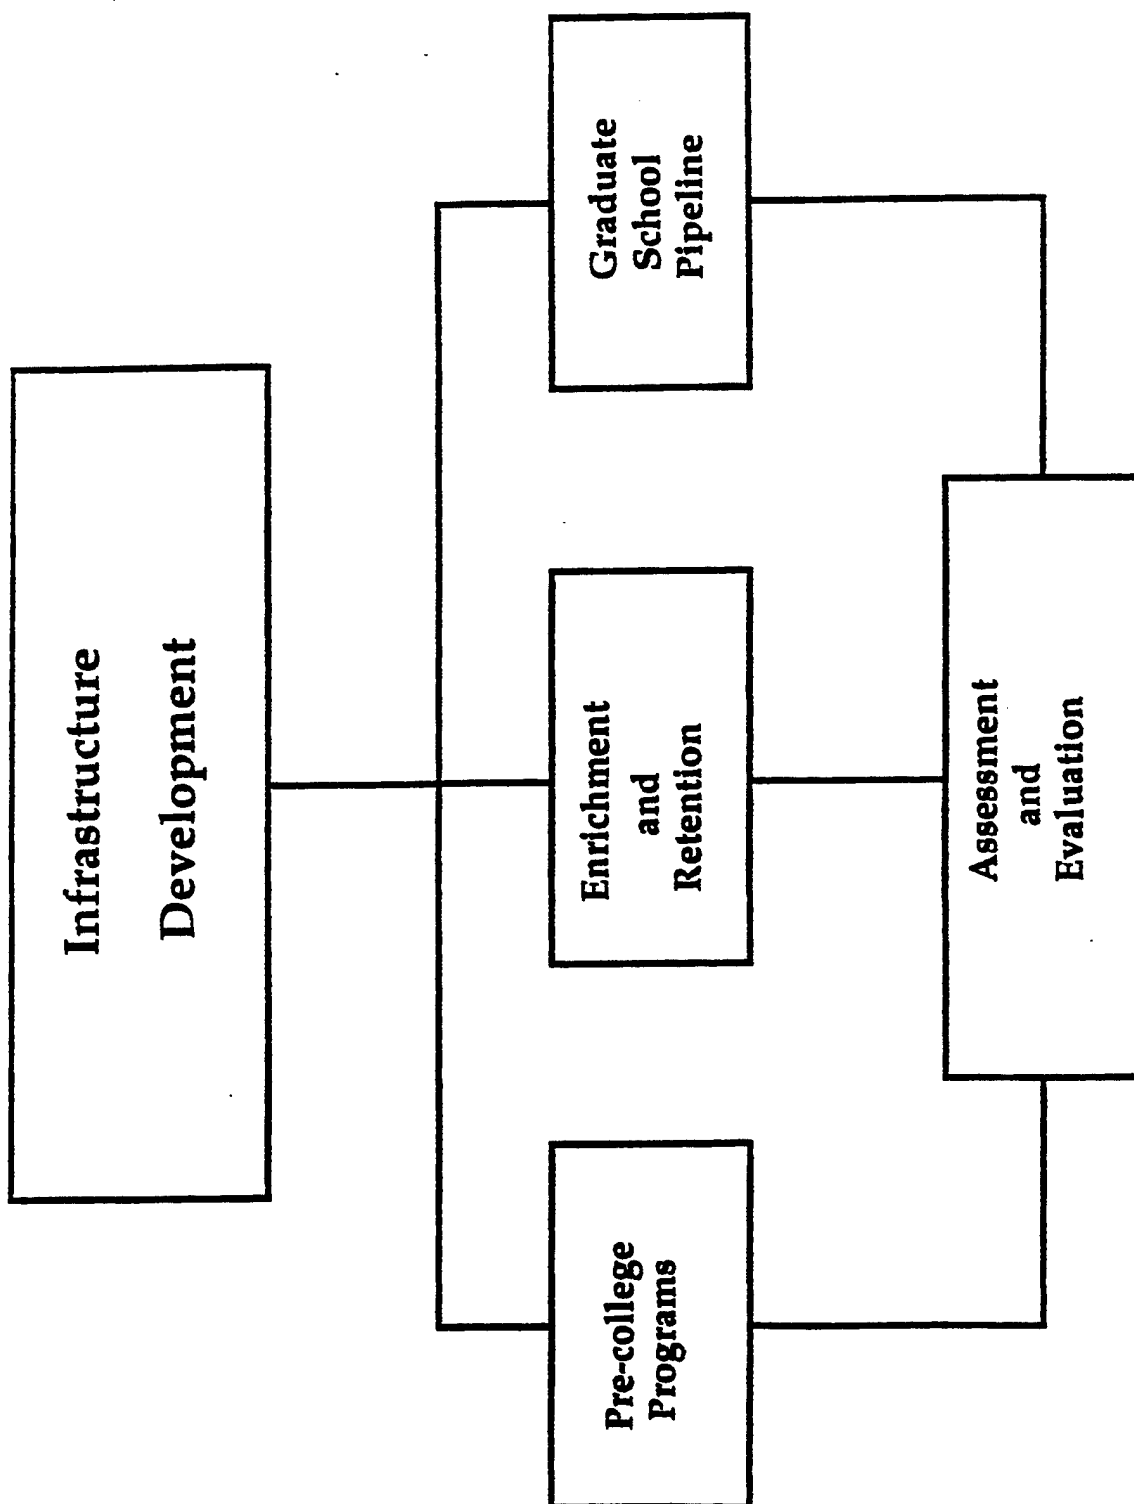 Infrastructure
Development
Pre-college
Programs
Enrichment
and
Retention
Graduate
School
Pipeline
Assessment
and
Evaluation